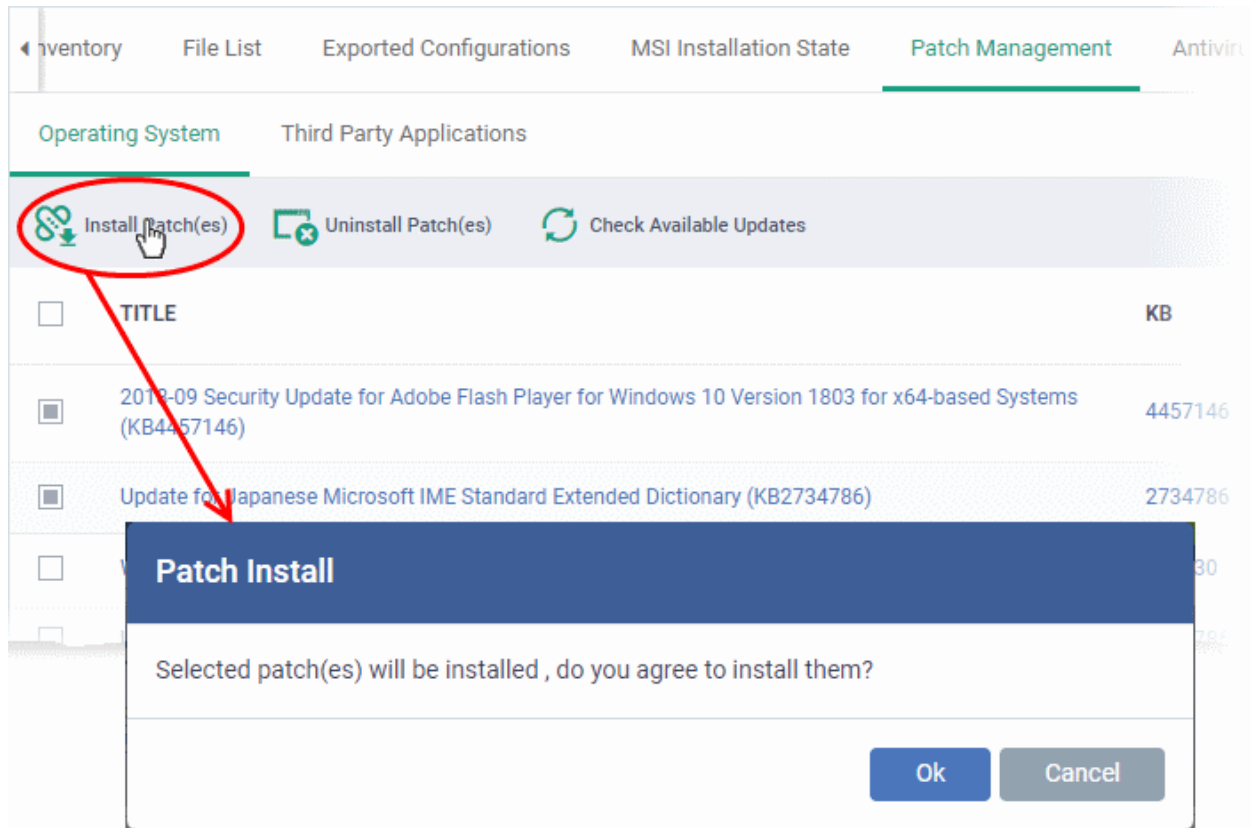 nventory File List Exported Configurations MSI Installation State Patch Management Antiviru
Operating System Third Party Applications
Install Patch(es) Uninstall Patch(es) Check Available Updates
TITLE KB
2018-09 Security Update for Adobe Flash Player for Windows 10 Version 1803 for x64-based Systems
(KB4457146) 4457146
Update for Japanese Microsoft IME Standard Extended Dictionary (KB2734786) 2734786
Patch Install
30
Selected patch(es) will be installed , do you agree to install them?
Ok Cancel